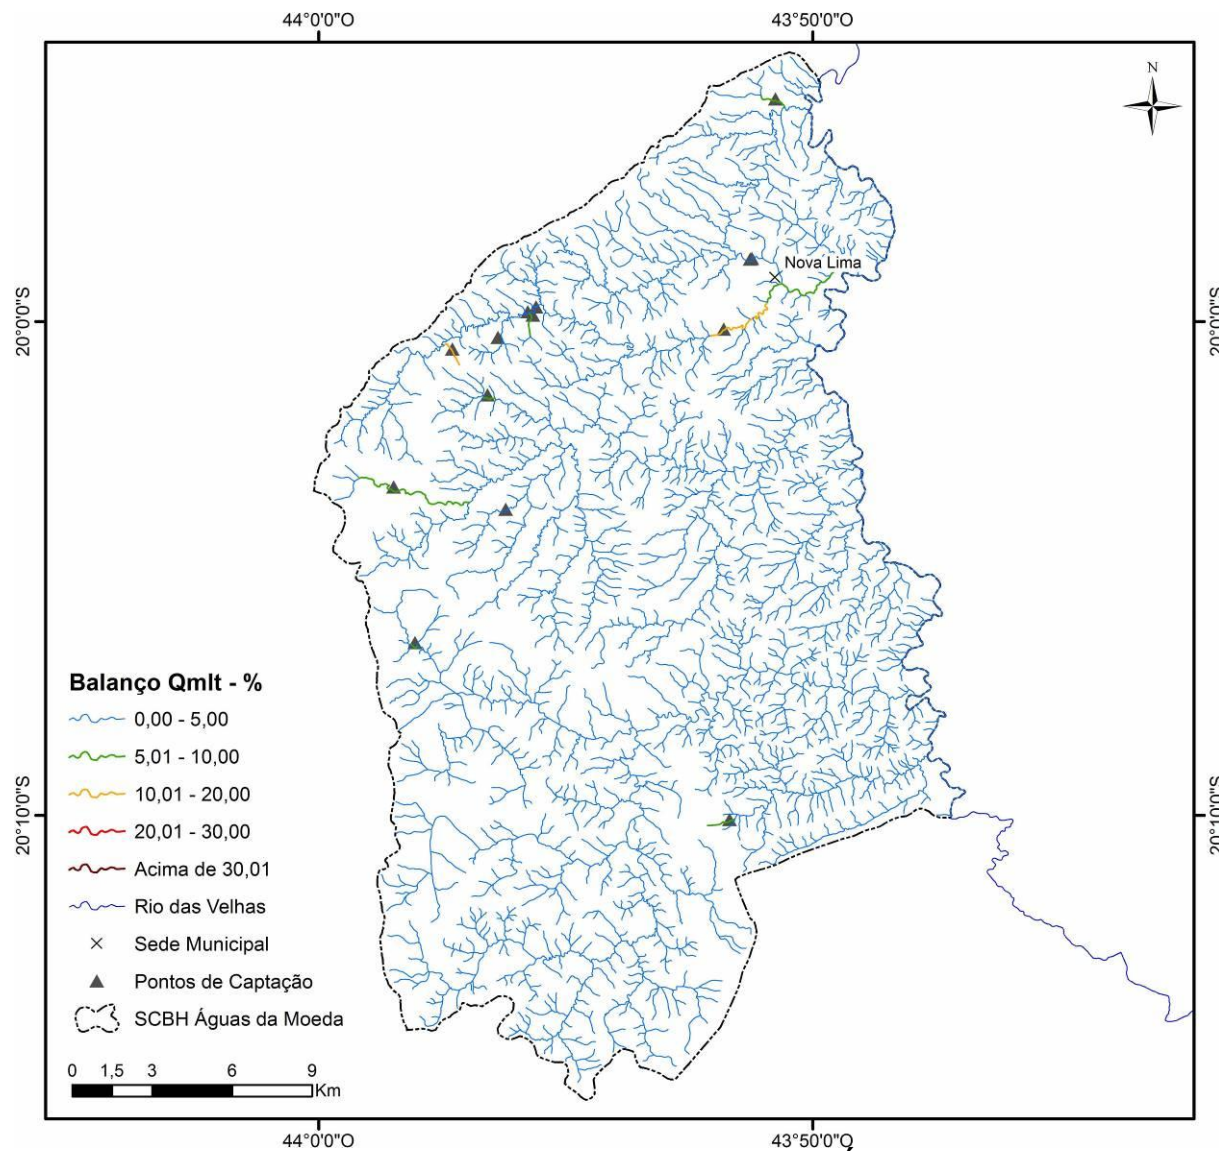 44°0'0"O
43°50'0"O
N
Nova Lima
20°0'0"S
20°0'0"S
Balanço Qmlt - %
0,00 - 5,00
5,01 - 10,00
10,01 - 20,00
20,01 - 30,00
Acima de 30,01
Rio das Velhas
Sede Municipal
Pontos de Captação
SCBH Águas da Moeda
20°10'0"S
20°10'0"S
0 1,5 3 6 9
Km
44°0'0"O
43°50'0"O